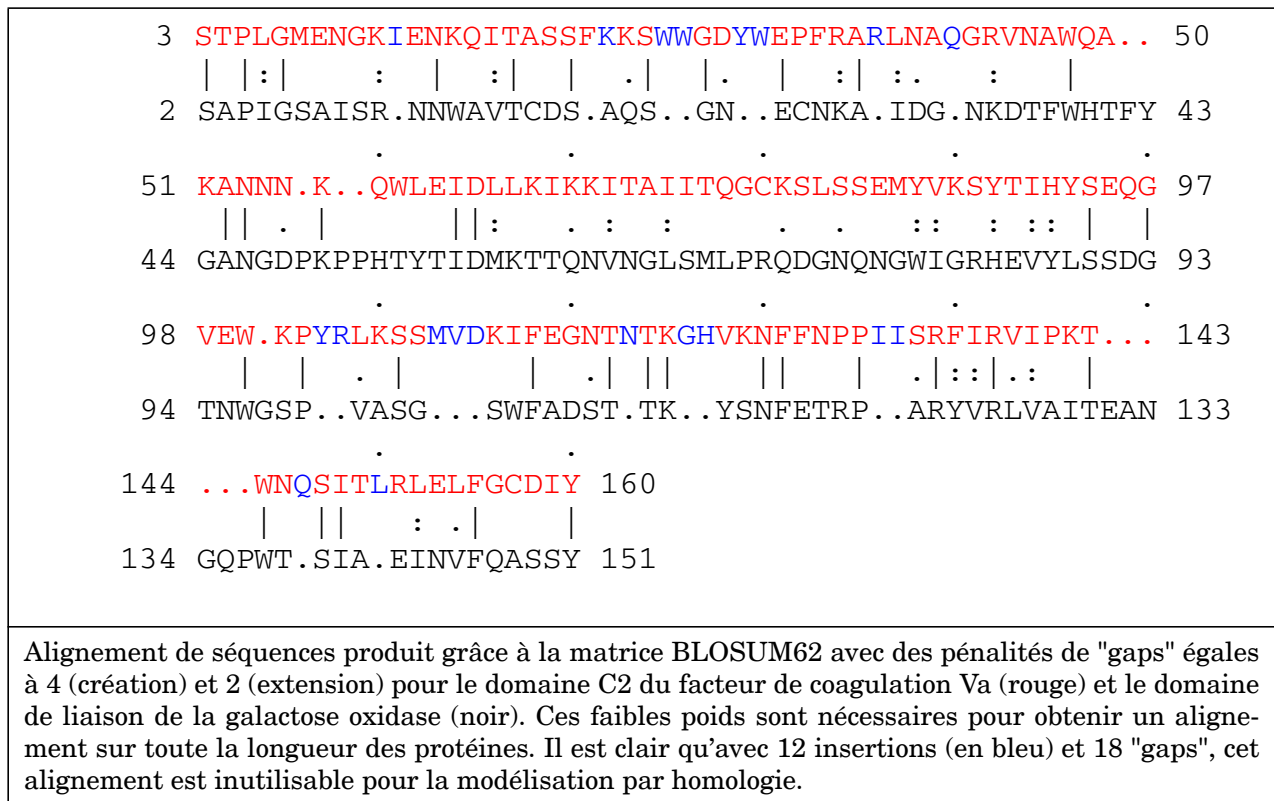 3 STPLGMENGKIENKQITASSFKKSWWGDYWEPFRARLNAQGRVNAWQA.. 50
| |:| : | :| | .| |. | :| :. : |
2 SAPIGSAISR.NNWAVTCDS.AQS..GN..ECNKA.IDG.NKDTFWHTFY 43
. . . . .
51 KANNN.K..QWLEIDLLKIKKITAIITQGCKSLSSEMYVKSYTIHYSEQG 97
|| . | ||: . : : . . :: : :: | |
44 GANGDPKPPHTYTIDMKTTQNVNGLSMLPRQDGNQNGWIGRHEVYLSSDG 93
. . . . .
98 VEW.KPYRLKSSMVDKIFEGNTNTKGHVKNFFNPPIISRFIRVIPKT... 143
| | . | | .| || || | .|::|.: |
94 TNWGSP..VASG...SWFADST.TK..YSNFETRP..ARYVRLVAITEAN 133
. .
144 ...WNQSITLRLELFGCDIY 160
| || : .| |
134 GQPWT.SIA.EINVFQASSY 151
Alignement de séquences produit grâce à la matrice BLOSUM62 avec des pénalités de "gaps" égales
à 4 (création) et 2 (extension) pour le domaine C2 du facteur de coagulation Va (rouge) et le domaine
de liaison de la galactose oxidase (noir). Ces faibles poids sont nécessaires pour obtenir un aligne-
ment sur toute la longueur des protéines. Il est clair qu'avec 12 insertions (en bleu) et 18 "gaps", cet
alignement est inutilisable pour la modélisation par homologie.